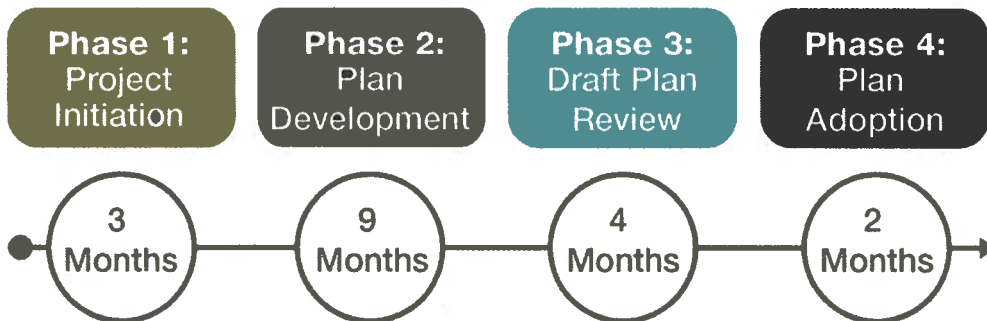 Phase 1:
Project
Initiation
Phase 2:
Plan
Development
Phase 3:
Draft Plan
Review
Phase 4:
Plan
Adoption
3
Months
9
Months
4
Months
2
Months